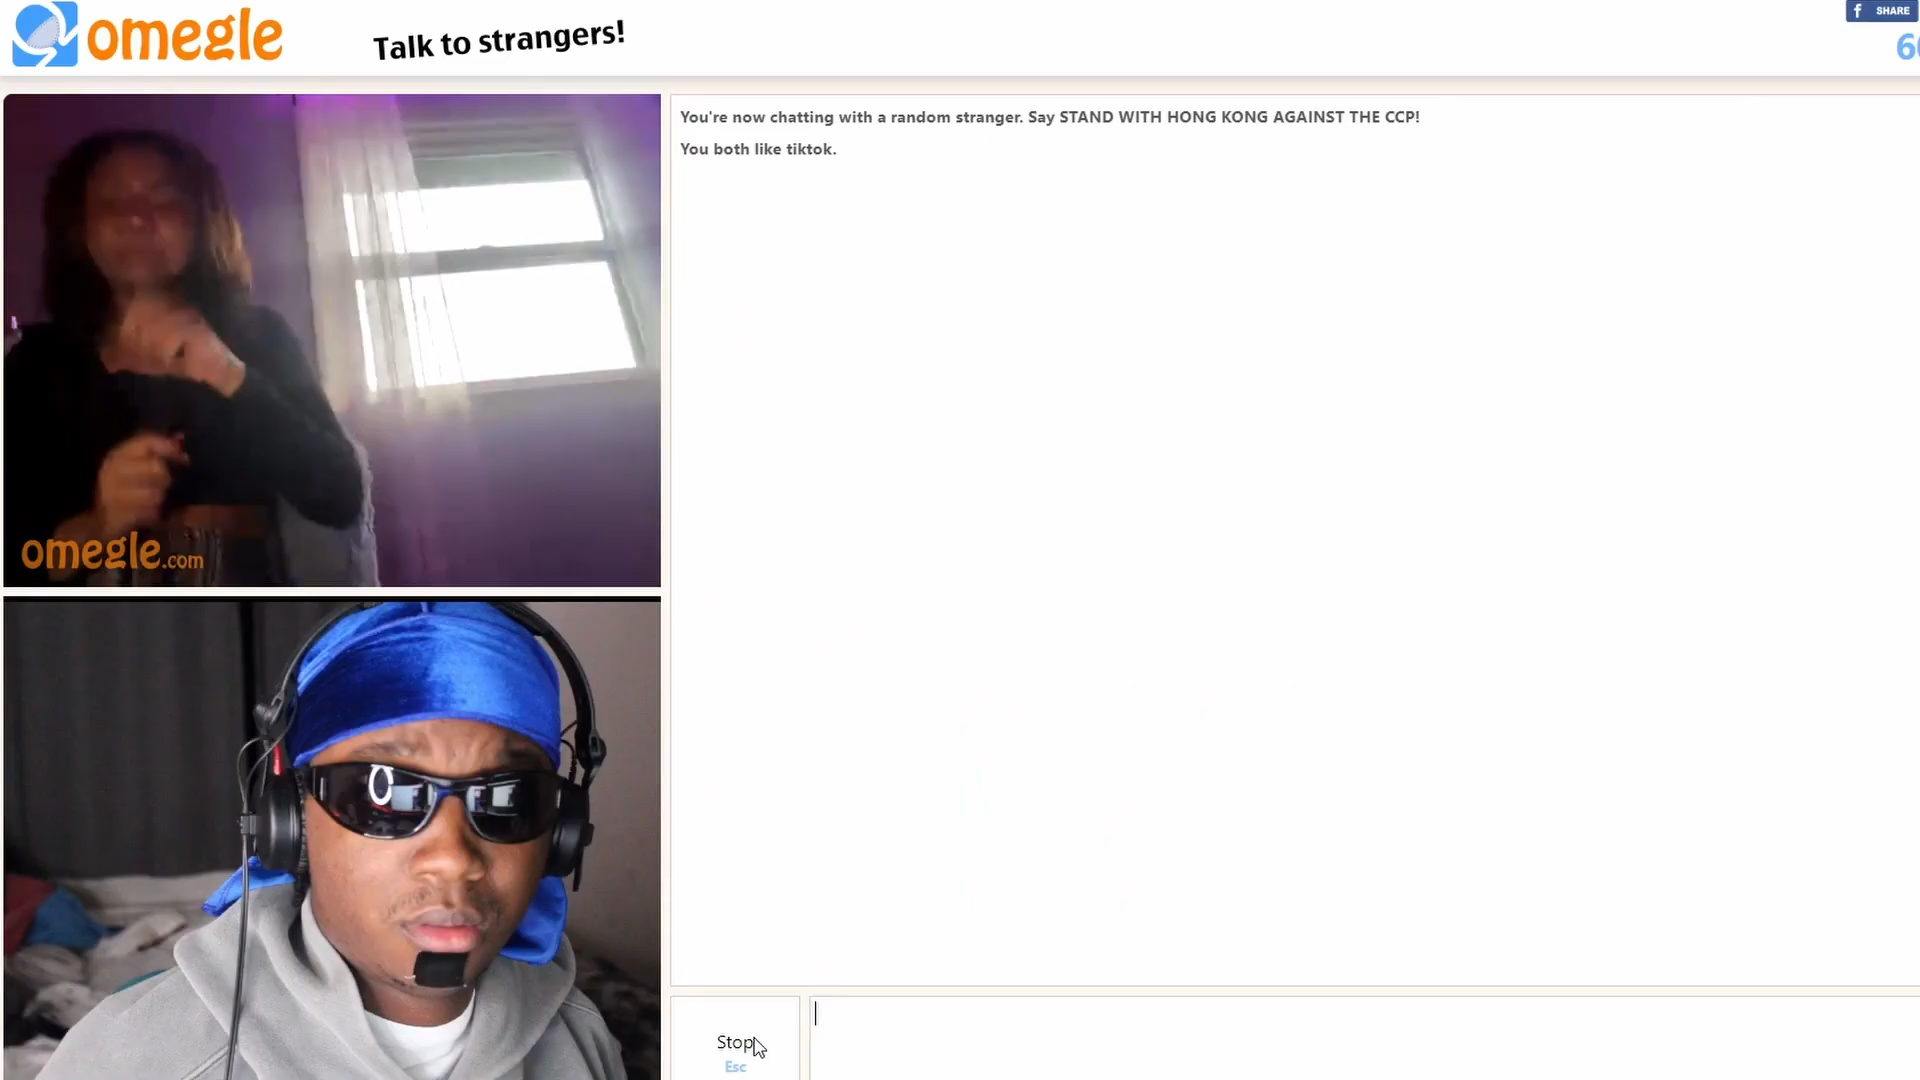 omegle
Talk to strangers!
f SHARE
You're now chatting with a random stranger. Say STAND WITH HONG KONG AGAINST THE CCP!
You both like tiktok.
omegle.com
Stop
Esc